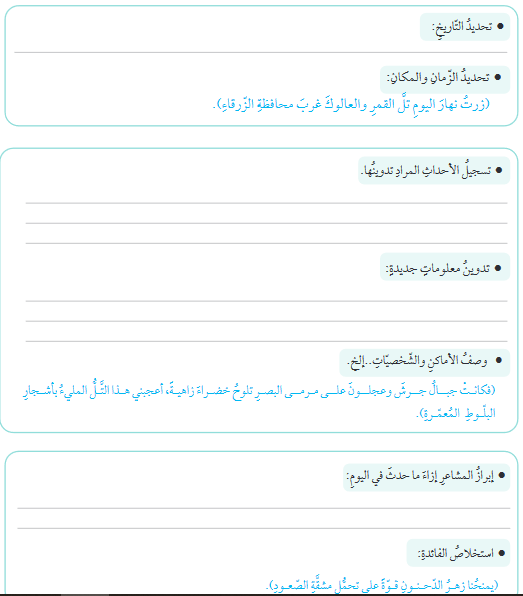 • تحديدُ التّاريخِ:
• تحديدُ الزّمانِ والمكانِ:
(زرتُ نهارَ اليومِ تلَّ القمرِ والعالوكَ غربَ محافظةِ الزّرقاءِ).
• تسجيلُ الأحداثِ المرادِ تدوينُها.
• تدوينُ معلوماتٍ جديدةٍ:
• وصفُ الأماكنِ والشّخصيّاتِ..إلخ.
(فكانتْ جبالُ جرشَ وعجلونَ على مرمى البصرِ تلوحُ خضراءَ زاهيةً، أعجبني هذا التَّلُّ المليءُ بأشجارِ
البلّوطِ المُعمّرةِ).
• إبرازُ المشاعرِ إزاءَ ما حدثَ في اليومِ:
• استخلاصُ الفائدةِ:
(يمنحُنا زهرُ الدّحنونِ قوّةً على تحمُّلِ مشقَّةِ الصّعودِ).